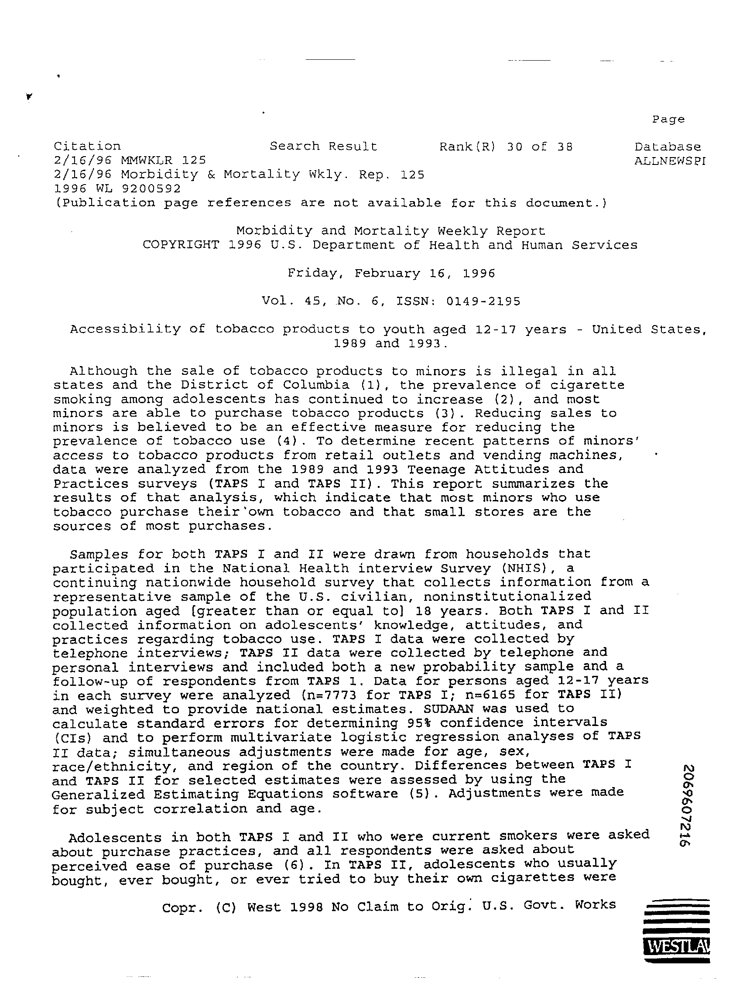 Page
Citation Search Result Rank(R) 30 of 38 Database
2/16/96 MMWKLR 125 ALLNEWSPL
2/16/96 Morbidity & Mortality Wkly. Rep. 125
1996 WL 9200592
(Publication page references are not available for this document.)
Morbidity and Mortality Weekly Report
COPYRIGHT 1996 U.S. Department of Health and Human Services
Friday, February 16, 1996
Vol. 45, No. 6, ISSN: 0149-2195
Accessibility of tobacco products to youth aged 12-17 years - United States,
1989 and 1993.
Although the sale of tobacco products to minors is illegal in all
states and the District of Columbia (1), the prevalence of cigarette
smoking among adolescents has continued to increase (2), and most
minors are able to purchase tobacco products (3). Reducing sales to
minors is believed to be an effective measure for reducing the
prevalence of tobacco use (4). To determine recent patterns of minors'
access to tobacco products from retail outlets and vending machines,
data were analyzed from the 1989 and 1993 Teenage Attitudes and
Practices surveys (TAPS I and TAPS II). This report summarizes the
results of that analysis, which indicate that most minors who use
tobacco purchase their own tobacco and that small stores are the
sources of most purchases.
Samples for both TAPS I and II were drawn from households that
participated in the National Health interview Survey (NHIS), a
continuing nationwide household survey that collects information from a
representative sample of the U.S. civilian, noninstitutionalized
population aged [greater than or equal to] 18 years. Both TAPS I and II
collected information on adolescents' knowledge, attitudes, and
practices regarding tobacco use. TAPS I data were collected by
telephone interviews; TAPS II data were collected by telephone and
personal interviews and included both a new probability sample and a
follow-up of respondents from TAPS 1. Data for persons aged 12-17 years
in each survey were analyzed (n=7773 for TAPS I; n=6165 for TAPS II)
and weighted to provide national estimates. SUDAAN was used to
calculate standard errors for determining 95% confidence intervals
(CIs) and to perform multivariate logistic regression analyses of TAPS
II data; simultaneous adjustments were made for age, sex,
race/ethnicity, and region of the country. Differences between TAPS I
and TAPS II for selected estimates were assessed by using the
Generalized Estimating Equations software (5). Adjustments were made
for subject correlation and age.
Adolescents in both TAPS I and II who were current smokers were asked
about purchase practices, and all respondents were asked about
perceived ease of purchase (6). In TAPS II, adolescents who usually
bought, ever bought, or ever tried to buy their own cigarettes were
Copr. (C) West 1998 No Claim to Orig. U.S. Govt. Works
2069607216
WESTLAW